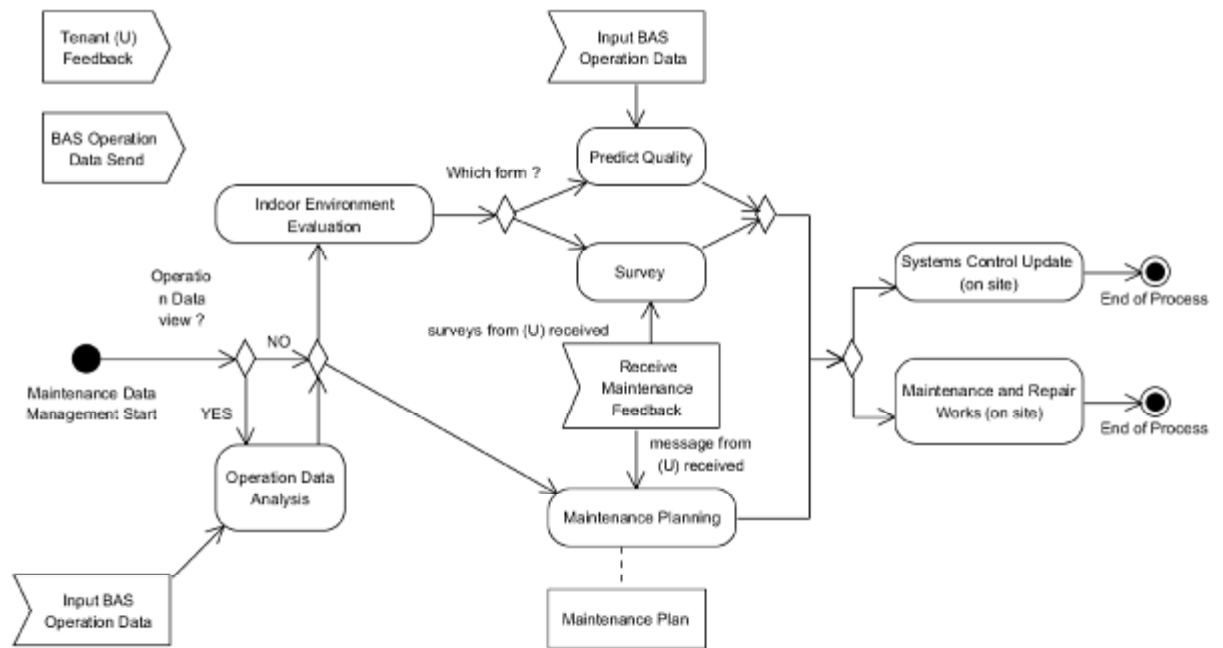 Tenant (U)
Feedback
Input BAS
Operation Data
BAS Operation
Data Send
Predict Quality
Which form ?
Indoor Environment
Evaluation
Survey
Systems Control Update
(on site)
End of Process
Operatio
n Data
view ?
surveys from (U) received
NO
Receive
Maintenance
Feedback
Maintenance Data
Management Start
YES
Maintenance and Repair
Works (on site)
End of Process
message from
(U) received
Operation Data
Analysis
Maintenance Planning
Input BAS
Operation Data
Maintenance Plan